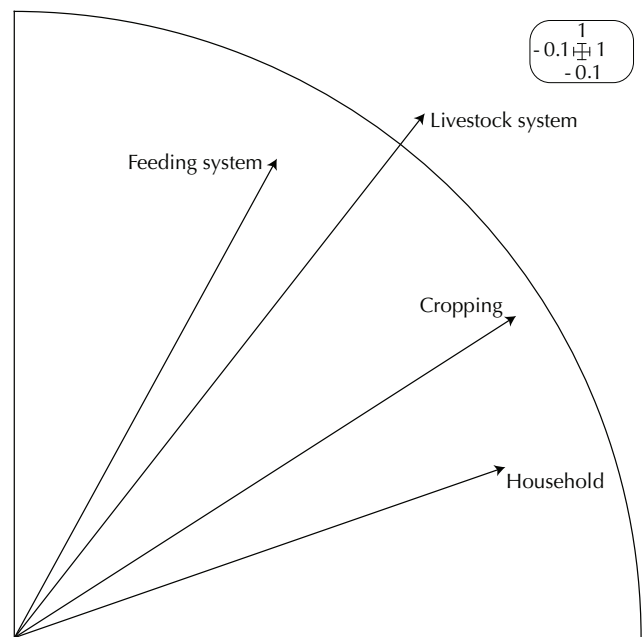 1
- 0.1 1
- 0.1
Livestock system
Feeding system
Cropping
Household